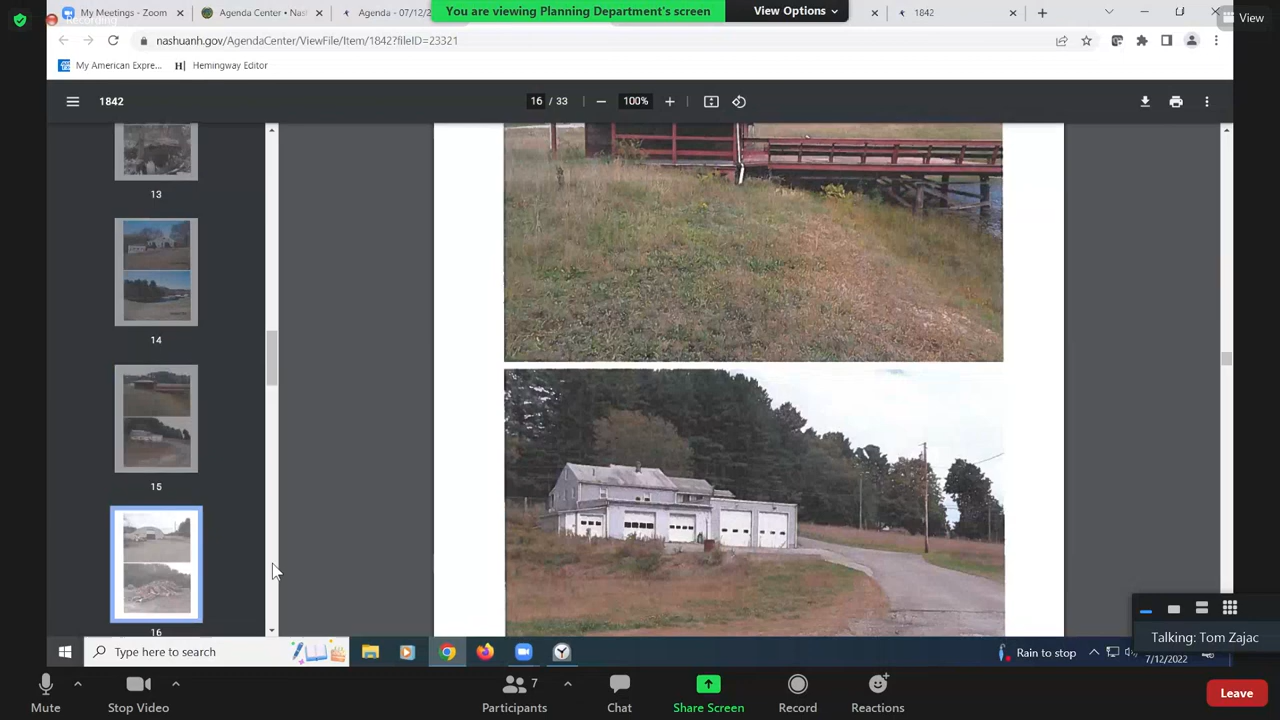 Recording
My Meetings - Zoom
Agenda Center • Nas
Agenda - 07/12/2
You are viewing Planning Department's screen
View Options
1842
View
nashuanh.gov/AgendaCenter/ViewFile/Item/1842?fileID=23321
My American Expre...
H| Hemingway Editor
1842
16 / 33
100%
13
14
15
16
Talking: Tom Zajac
Type here to search
Rain to stop
7/12/2022
Mute
Stop Video
Participants
7
Chat
Share Screen
Record
Reactions
Leave